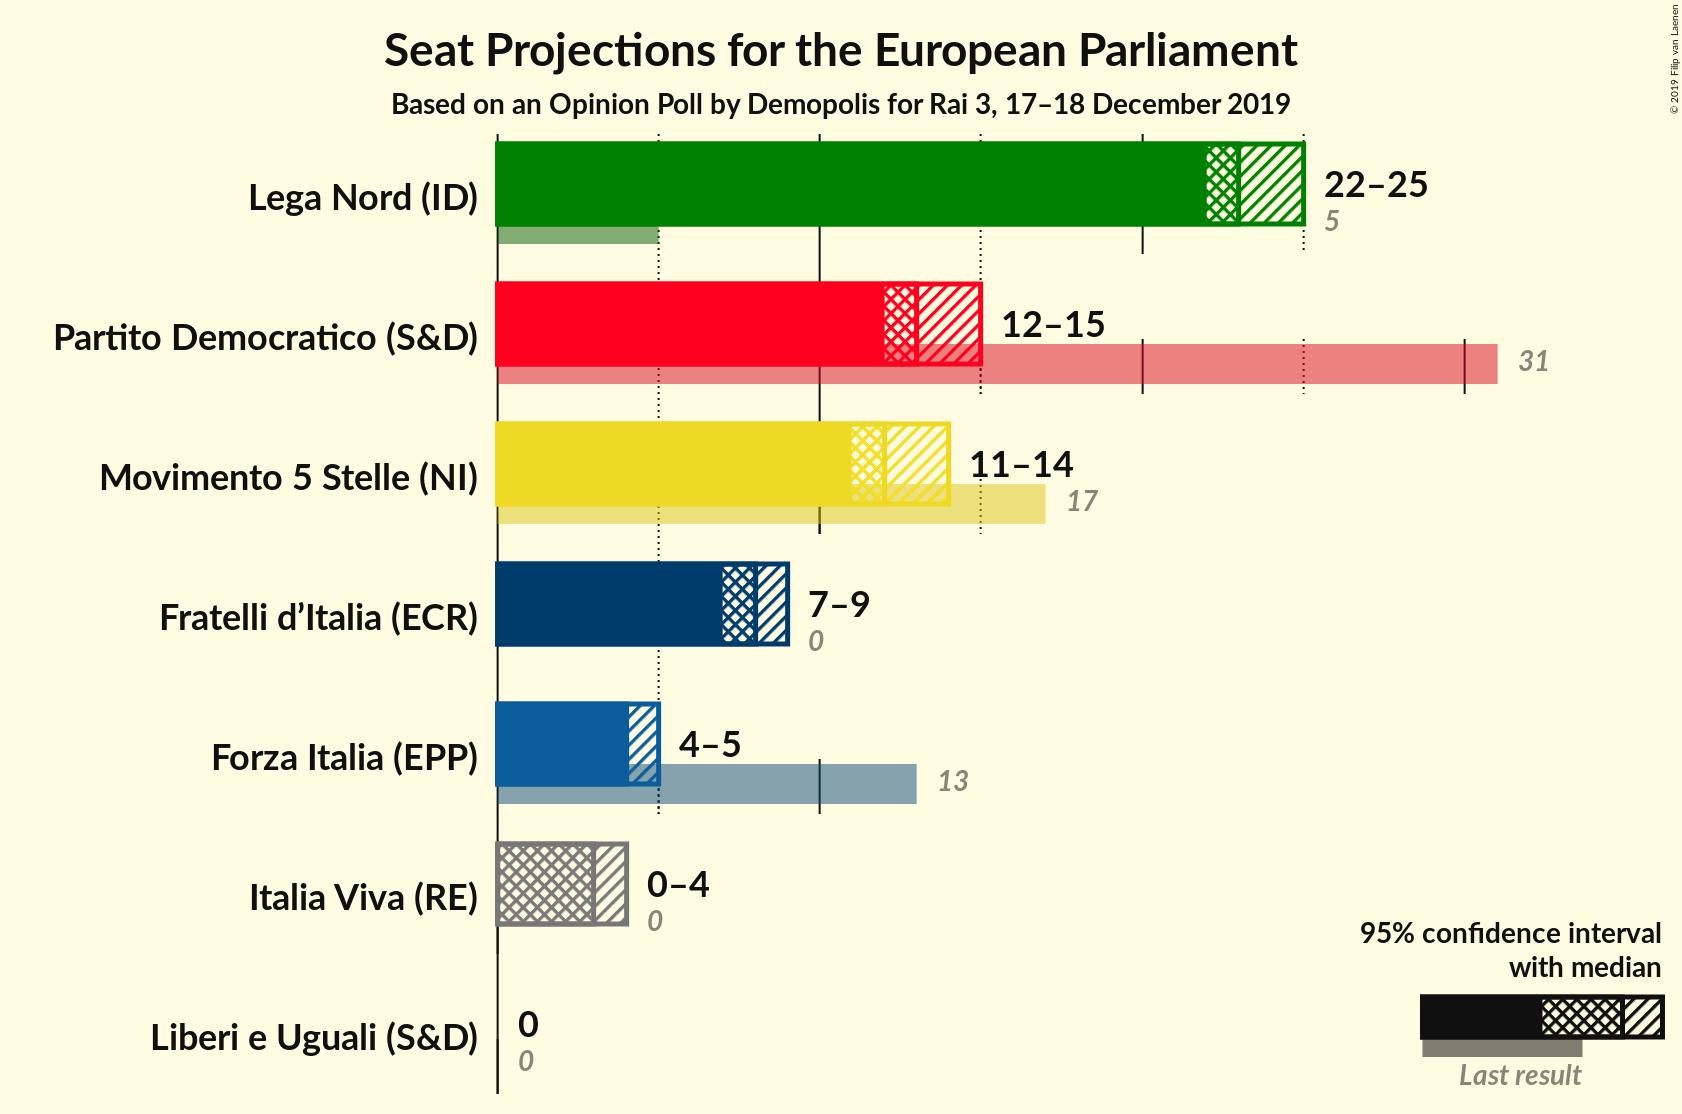 Seat Projections for the European Parliament
Based on an Opinion Poll by Demopolis for Rai 3, 17–18 December 2019
© 2019 Filip van Laenen
Lega Nord (ID)
22–25
5
Partito Democratico (S&D)
12–15
31
Movimento 5 Stelle (NI)
11–14
17
Fratelli d’Italia (ECR)
7–9
0
Forza Italia (EPP)
4–5
13
Italia Viva (RE)
0–4
0
Liberi e Uguali (S&D)
0
0
95% confidence interval
with median
Last result